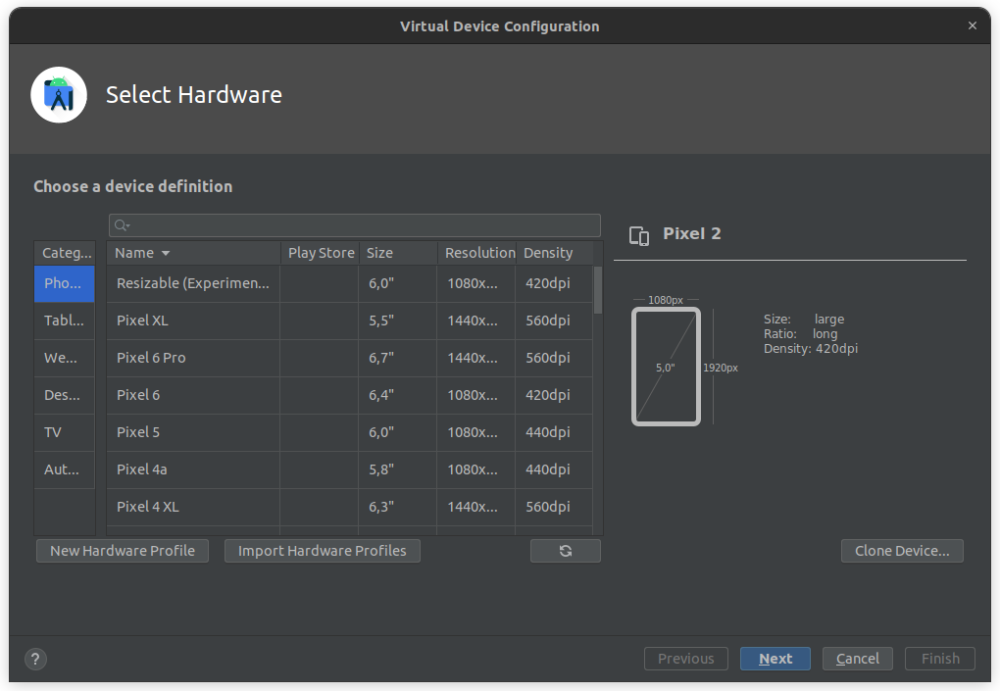 Virtual Device Configuration
Select Hardware
Choose a device definition
Categ...
Pho...
Tabl...
We...
Des...
TV
Aut...
Name Play Store Size Resolution Density
Resizable (Experimen... 6,0" 1080x... 420dpi
Pixel XL 5,5" 1440x... 560dpi
Pixel 6 Pro 6,7" 1440x... 560dpi
Pixel 6 6,4" 1080x... 420dpi
Pixel 5 6,0" 1080x... 440dpi
Pixel 4a 5,8" 1080x... 440dpi
Pixel 4 XL 6,3" 1440x... 560dpi
New Hardware Profile Import Hardware Profiles
Pixel 2
1080px
5,0"
1920px
Size: large
Ratio: long
Density: 420dpi
Clone Device...
? Previous Next Cancel Finish